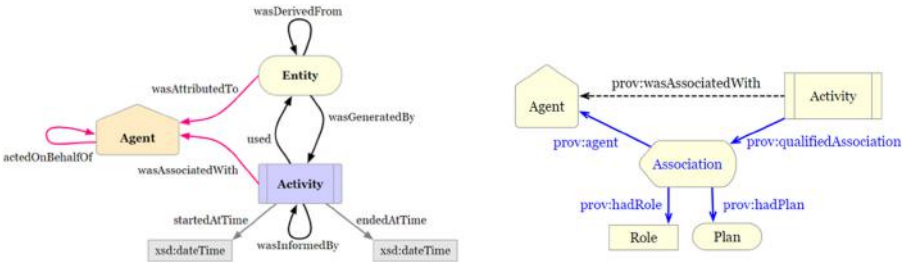 wasDerivedFrom
Entity
wasAttributedTo
wasGeneratedBy
Agent
used
actedOnBehalfOf
wasAssociatedWith
Activity
startedAtTime
endedAtTime
wasInformedBy
xsd:dateTime
xsd:dateTime
prov:wasAssociatedWith
Agent
Activity
prov:agent
prov:qualifiedAssociation
Association
prov:hadRole
prov:hadPlan
Role
Plan